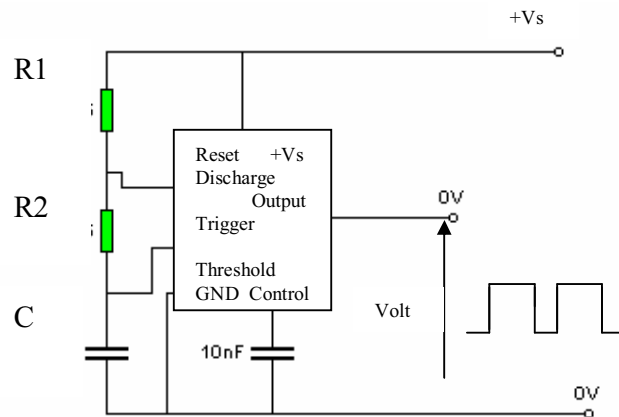 +Vs
R1
Reset +Vs
Discharge
Output
R2
Trigger
0V
Threshold
GND Control
Volt
C
10nF
0V